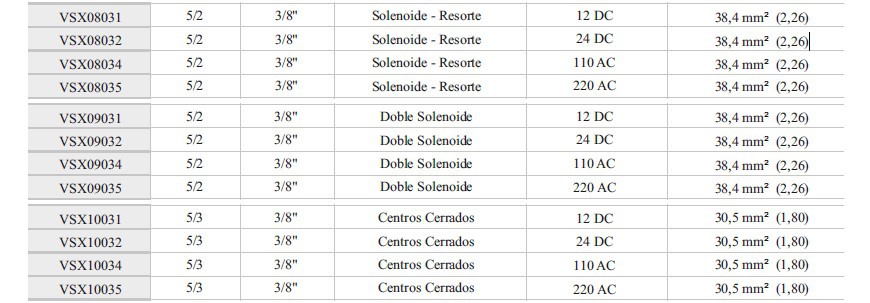 VSX08031 5/2 3/8" Solenoide - Resorte 12 DC 38,4 mm² (2,26)
VSX08032 5/2 3/8" Solenoide - Resorte 24 DC 38,4 mm² (2,26)
VSX08034 5/2 3/8" Solenoide - Resorte 110 AC 38,4 mm² (2,26)
VSX08035 5/2 3/8" Solenoide - Resorte 220 AC 38,4 mm² (2,26)
VSX09031 5/2 3/8" Doble Solenoide 12 DC 38,4 mm² (2,26)
VSX09032 5/2 3/8" Doble Solenoide 24 DC 38,4 mm² (2,26)
VSX09034 5/2 3/8" Doble Solenoide 110 AC 38,4 mm² (2,26)
VSX09035 5/2 3/8" Doble Solenoide 220 AC 38,4 mm² (2,26)
VSX10031 5/3 3/8" Centros Cerrados 12 DC 30,5 mm² (1,80)
VSX10032 5/3 3/8" Centros Cerrados 24 DC 30,5 mm² (1,80)
VSX10034 5/3 3/8" Centros Cerrados 110 AC 30,5 mm² (1,80)
VSX10035 5/3 3/8" Centros Cerrados 220 AC 30,5 mm² (1,80)